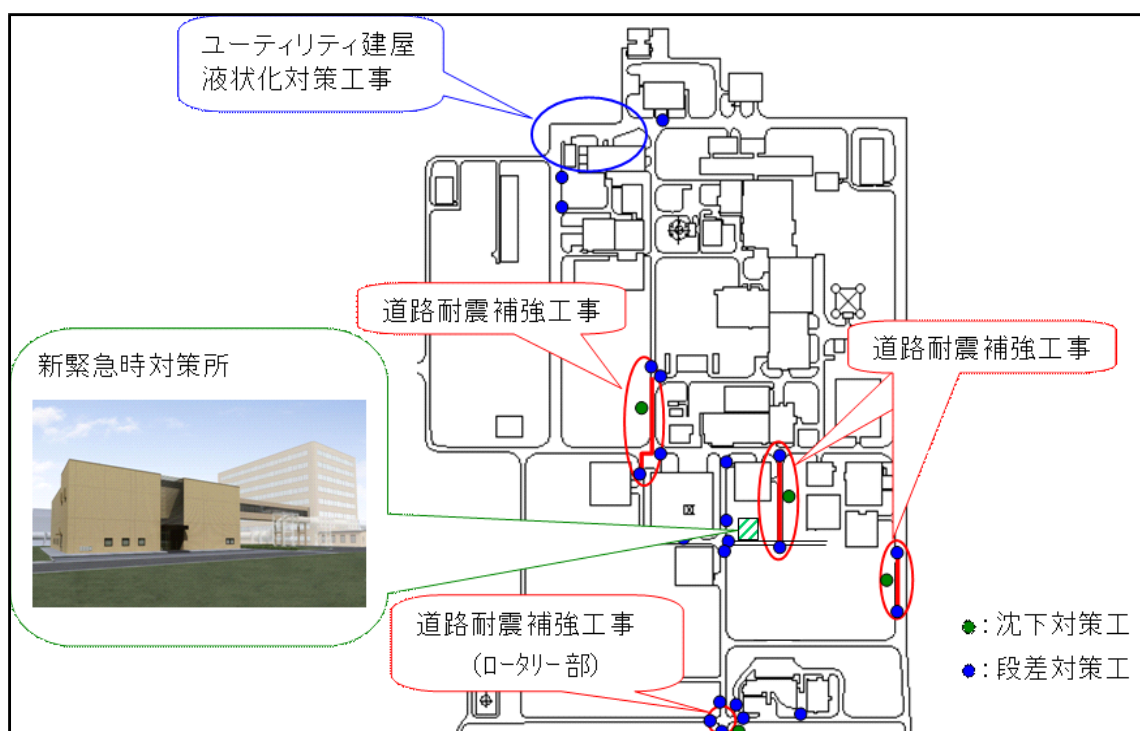 ユーティリティ建屋
液状化対策工事
道路耐震補強工事
道路耐震補強工事
新緊急時対策所
道路耐震補強工事
(ロータリー部)
●:沈下対策工
●:段差対策工